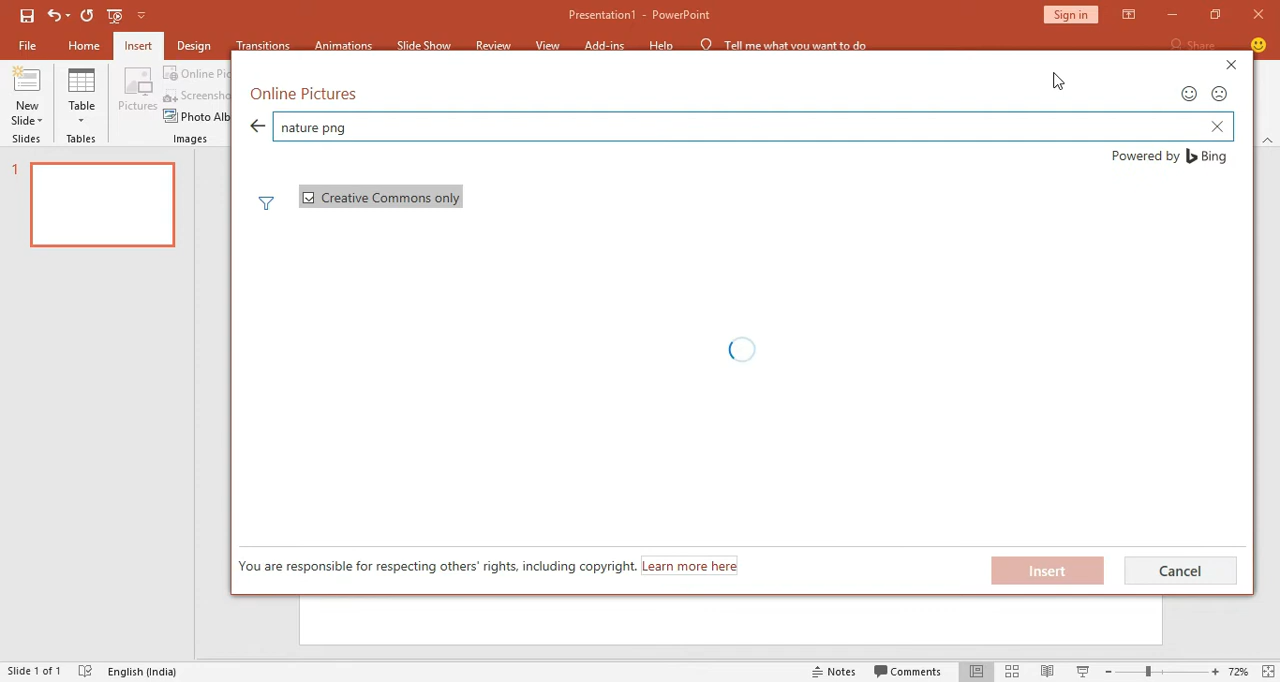 Presentation1 - PowerPoint
Sign in
File Home Insert Design Transitions Animations Slide Show Review View Add-ins Help Tell me what you want to do Share
New Slide
Table
Pictures
Online Pic
Screensho
Photo Alb
Slides Tables Images
Online Pictures
nature png
Powered by Bing
Creative Commons only
1
You are responsible for respecting others' rights, including copyright. Learn more here
Insert Cancel
Slide 1 of 1 English (India) Notes Comments 72%